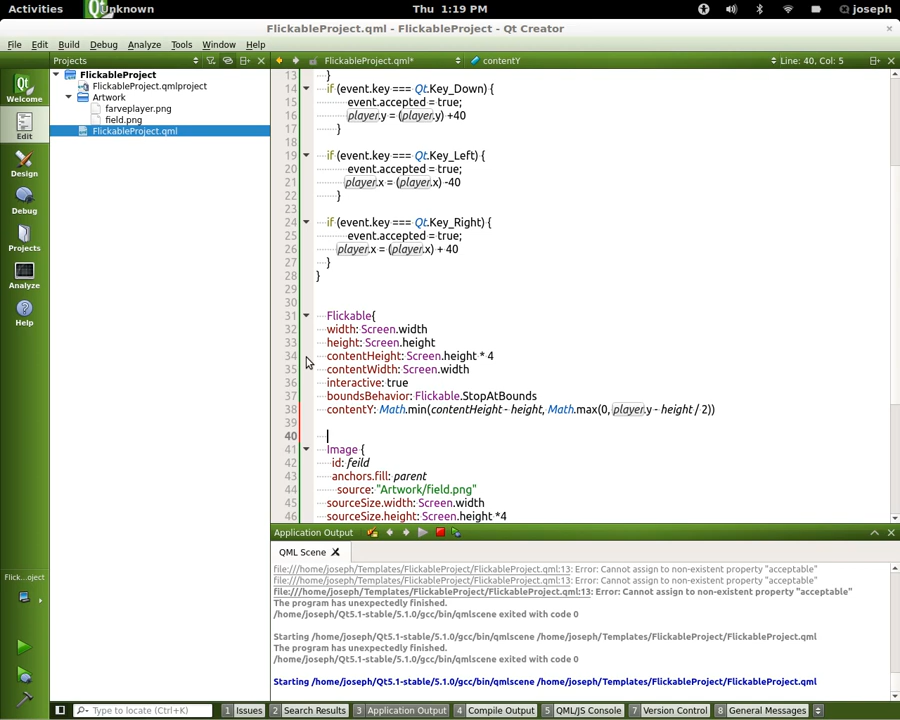 Activities Unknown Thu 1:19 PM joseph
FlickableProject.qml - FlickableProject - Qt Creator
File Edit Build Debug Analyze Tools Window Help
Projects FlickableProject.qml* contentY Line: 40, Col: 5
FlickableProject
FlickableProject.qmlproject
Artwork
farveplayer.png
field.png
FlickableProject.qml
Welcome
Edit
Design
Debug
Projects
Analyze
Help
Flick...oject
13 }
14 if (event.key === Qt.Key_Down) {
15 event.accepted = true;
16 player.y = (player.y) +40
17 }
18
19 if (event.key === Qt.Key_Left) {
20 event.accepted = true;
21 player.x = (player.x) -40
22 }
23
24 if (event.key === Qt.Key_Right) {
25 event.accepted = true;
26 player.x = (player.x) + 40
27 }
28 }
29
30
31 Flickable{
32 width: Screen.width
33 height: Screen.height
34 contentHeight: Screen.height * 4
35 contentWidth: Screen.width
36 interactive: true
37 boundsBehavior: Flickable.StopAtBounds
38 contentY: Math.min(contentHeight - height, Math.max(0, player.y - height / 2))
39
40
41 Image {
42 id: feild
43 anchors.fill: parent
44 source: "Artwork/field.png"
45 sourceSize.width: Screen.width
46 sourceSize.height: Screen.height *4
Application Output
QML Scene
file:///home/joseph/Templates/FlickableProject/FlickableProject.qml:13: Error: Cannot assign to non-existent property "acceptable"
file:///home/joseph/Templates/FlickableProject/FlickableProject.qml:13: Error: Cannot assign to non-existent property "acceptable"
file:///home/joseph/Templates/FlickableProject/FlickableProject.qml:13: Error: Cannot assign to non-existent property "acceptable"
The program has unexpectedly finished.
/home/joseph/Qt5.1-stable/5.1.0/gcc/bin/qmlscene exited with code 0
Starting /home/joseph/Qt5.1-stable/5.1.0/gcc/bin/qmlscene /home/joseph/Templates/FlickableProject/FlickableProject.qml
The program has unexpectedly finished.
/home/joseph/Qt5.1-stable/5.1.0/gcc/bin/qmlscene exited with code 0
Starting /home/joseph/Qt5.1-stable/5.1.0/gcc/bin/qmlscene /home/joseph/Templates/FlickableProject/FlickableProject.qml
Type to locate (Ctrl+K) 1 Issues 2 Search Results 3 Application Output 4 Compile Output 5 QML/JS Console 7 Version Control 8 General Messages